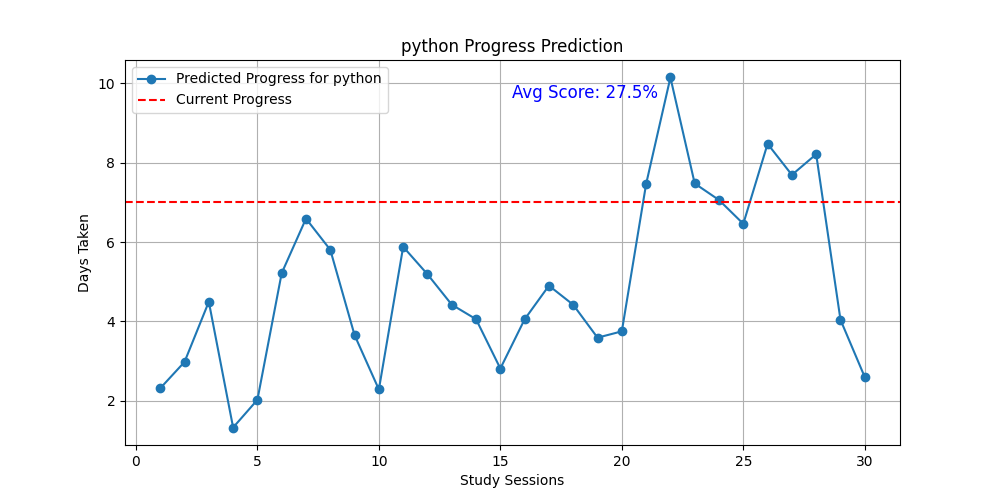 python Progress Prediction
Predicted Progress for python
Current Progress
Avg Score: 27.5%
Days Taken
10
8
6
4
2
0 5 10 15 20 25 30
Study Sessions